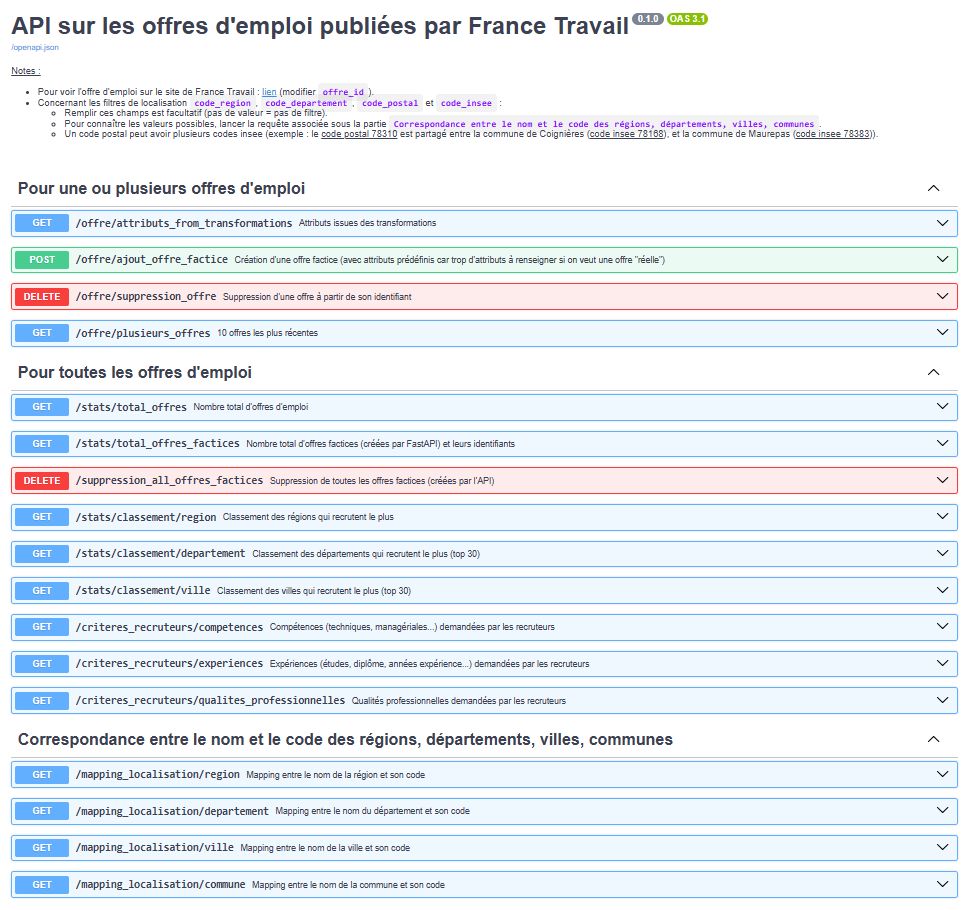 API sur les offres d'emploi publiées par France Travail 0.1.0 OAS 3.1
/openapi.json
Notes :
Pour voir l'offre d'emploi sur le site de France Travail : lien (modifier offre_id ).
Concernant les filtres de localisation code_region , code_departement , code_postal et code_insee :
Remplir ces champs est facultatif (pas de valeur = pas de filtre).
Pour connaître les valeurs possibles, lancer la requête associée sous la partie Correspondance entre le nom et le code des régions, départements, villes, communes .
Un code postal peut avoir plusieurs codes insee (exemple : le code postal 78310 est partagé entre la commune de Coignières (code insee 78168), et la commune de Maurepas (code insee 78383)).
Pour une ou plusieurs offres d'emploi
GET /offre/attributs_from_transformations Attributs issues des transformations
POST /offre/ajout_offre_factice Création d'une offre factice (avec attributs prédéfinis car trop d'attributs à renseigner si on veut une offre "réelle")
DELETE /offre/suppression_offre Suppression d'une offre à partir de son identifiant
GET /offre/plusieurs_offres 10 offres les plus récentes
Pour toutes les offres d'emploi
GET /stats/total_offres Nombre total d'offres d'emploi
GET /stats/total_offres_factices Nombre total d'offres factices (créées par FastAPI) et leurs identifiants
DELETE /suppression_all_offres_factices Suppression de toutes les offres factices (créées par l'API)
GET /stats/classement/region Classement des régions qui recrutent le plus
GET /stats/classement/departement Classement des départements qui recrutent le plus (top 30)
GET /stats/classement/ville Classement des villes qui recrutent le plus (top 30)
GET /criteres_recruteurs/competences Compétences (techniques, managériales...) demandées par les recruteurs
GET /criteres_recruteurs/experiences Expériences (études, diplôme, années expérience...) demandées par les recruteurs
GET /criteres_recruteurs/qualites_professionnelles Qualités professionnelles demandées par les recruteurs
Correspondance entre le nom et le code des régions, départements, villes, communes
GET /mapping_localisation/region Mapping entre le nom de la région et son code
GET /mapping_localisation/departement Mapping entre le nom du département et son code
GET /mapping_localisation/ville Mapping entre le nom de la ville et son code
GET /mapping_localisation/commune Mapping entre le nom de la commune et son code